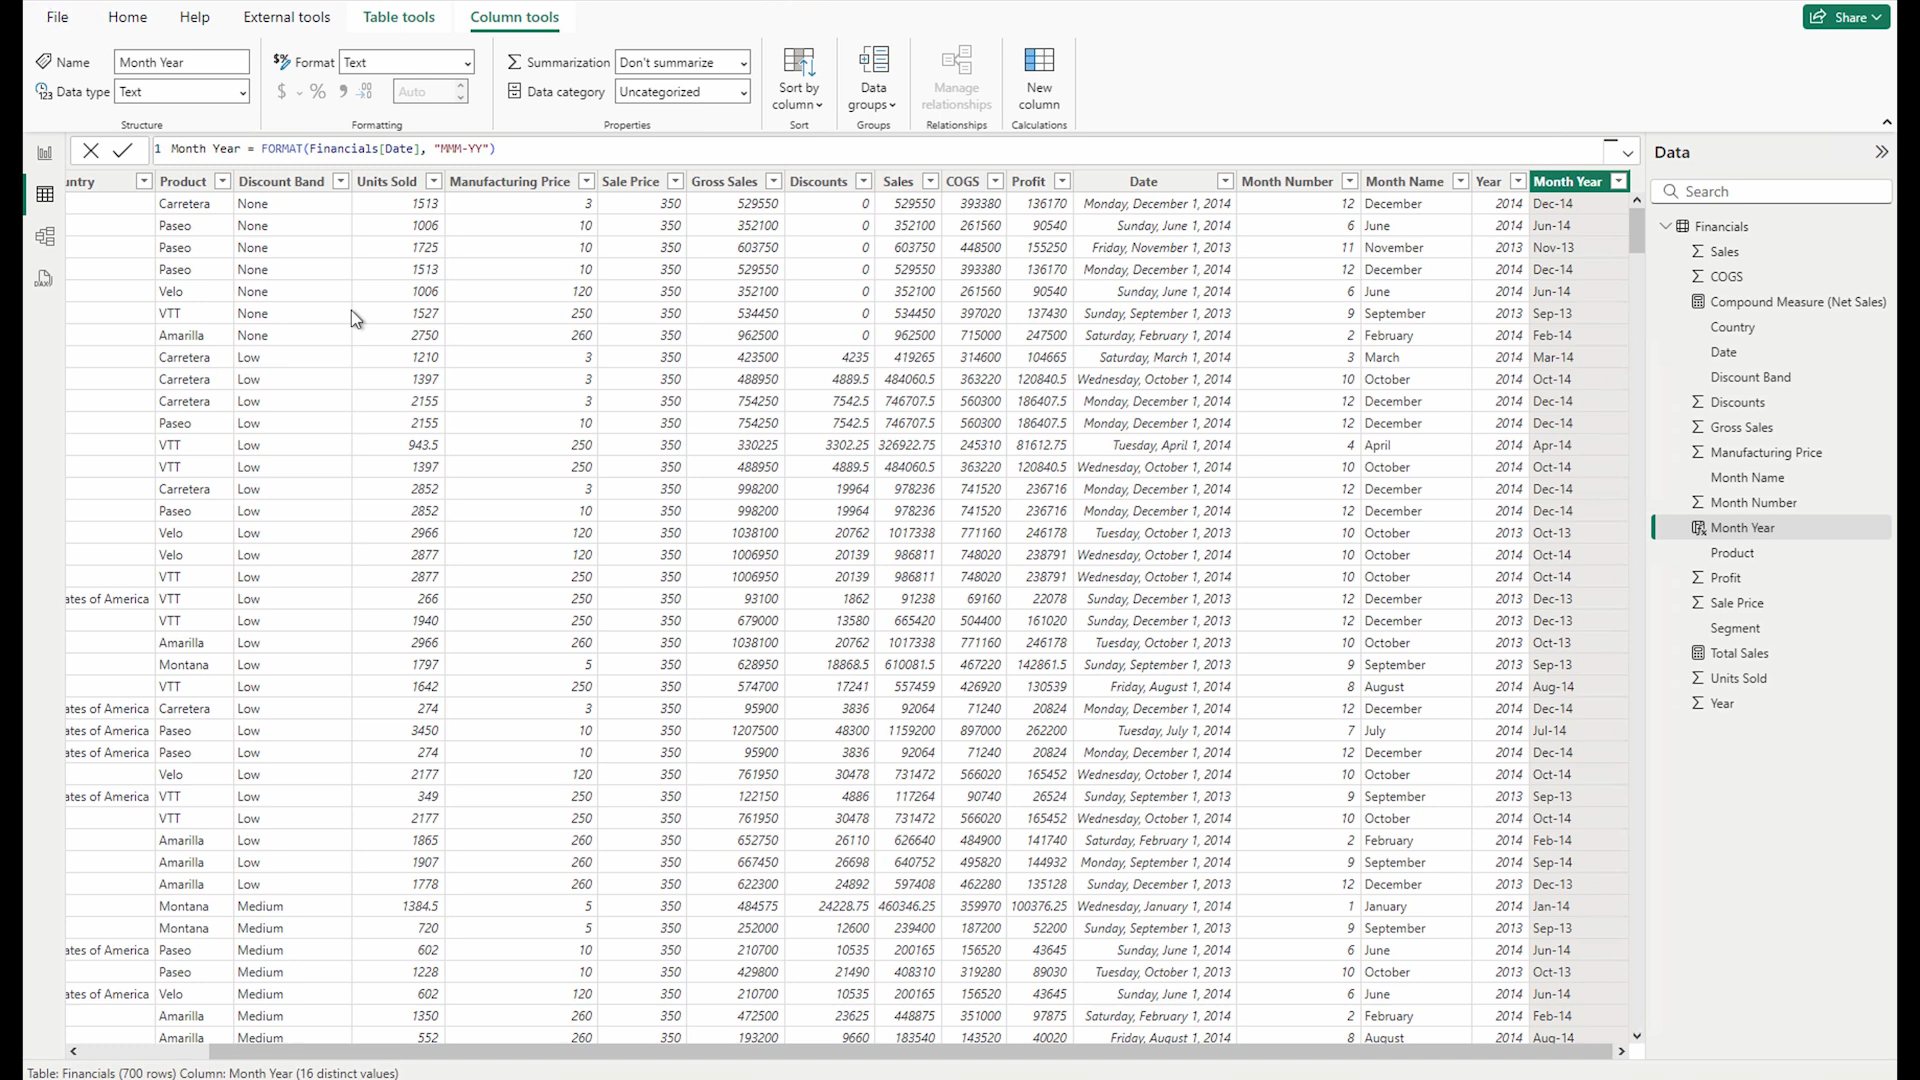 File Home Help External tools Table tools Column tools Share
Name Month Year Format Text Summarization Don't summarize Sort by column Data groups Manage relationships New column
Data type Text $ % Auto Data category Uncategorized
Structure Formatting Properties Sort Groups Relationships Calculations
1 Month Year = FORMAT(Financials[Date], "MMM-YY")
untry Product Discount Band Units Sold Manufacturing Price Sale Price Gross Sales Discounts Sales COGS Profit Date Month Number Month Name Year Month Year
Carretera None 1513 3 350 529550 0 529550 393380 136170 Monday, December 1, 2014 12 December 2014 Dec-14
Paseo None 1006 10 350 352100 0 352100 261560 90540 Sunday, June 1, 2014 6 June 2014 Jun-14
Paseo None 1725 10 350 603750 0 603750 448500 155250 Friday, November 1, 2013 11 November 2013 Nov-13
Paseo None 1513 10 350 529550 0 529550 393380 136170 Monday, December 1, 2014 12 December 2014 Dec-14
Velo None 1006 120 350 352100 0 352100 261560 90540 Sunday, June 1, 2014 6 June 2014 Jun-14
VTT None 1527 250 350 534450 0 534450 397020 137430 Sunday, September 1, 2013 9 September 2013 Sep-13
Amarilla None 2750 260 350 962500 0 962500 715000 247500 Saturday, February 1, 2014 2 February 2014 Feb-14
Carretera Low 1210 3 350 423500 4235 419265 314600 104665 Saturday, March 1, 2014 3 March 2014 Mar-14
Carretera Low 1397 3 350 488950 4889.5 484060.5 363220 120840.5 Wednesday, October 1, 2014 10 October 2014 Oct-14
Carretera Low 2155 3 350 754250 7542.5 746707.5 560300 186407.5 Monday, December 1, 2014 12 December 2014 Dec-14
Paseo Low 2155 10 350 754250 7542.5 746707.5 560300 186407.5 Monday, December 1, 2014 12 December 2014 Dec-14
VTT Low 943.5 250 350 330225 3302.25 326922.75 245310 81612.75 Tuesday, April 1, 2014 4 April 2014 Apr-14
VTT Low 1397 250 350 488950 4889.5 484060.5 363220 120840.5 Wednesday, October 1, 2014 10 October 2014 Oct-14
Carretera Low 2852 3 350 998200 19964 978236 741520 236716 Monday, December 1, 2014 12 December 2014 Dec-14
Paseo Low 2852 10 350 998200 19964 978236 741520 236716 Monday, December 1, 2014 12 December 2014 Dec-14
Velo Low 2966 120 350 1038100 20762 1017338 771160 246178 Tuesday, October 1, 2013 10 October 2013 Oct-13
Velo Low 2877 120 350 1006950 20139 986811 748020 238791 Wednesday, October 1, 2014 10 October 2014 Oct-14
VTT Low 2877 250 350 1006950 20139 986811 748020 238791 Wednesday, October 1, 2014 10 October 2014 Oct-14
ates of America VTT Low 266 250 350 93100 1862 91238 69160 22078 Sunday, December 1, 2013 12 December 2013 Dec-13
VTT Low 1940 250 350 679000 13580 665420 504400 161020 Sunday, December 1, 2013 12 December 2013 Dec-13
Amarilla Low 2966 260 350 1038100 20762 1017338 771160 246178 Tuesday, October 1, 2013 10 October 2013 Oct-13
Montana Low 1797 5 350 628950 18868.5 610081.5 467220 142861.5 Sunday, September 1, 2013 9 September 2013 Sep-13
VTT Low 1642 250 350 574700 17241 557459 426920 130539 Friday, August 1, 2014 8 August 2014 Aug-14
ates of America Carretera Low 274 3 350 95900 3836 92064 71240 20824 Monday, December 1, 2014 12 December 2014 Dec-14
ates of America Paseo Low 3450 10 350 1207500 48300 1159200 897000 262200 Tuesday, July 1, 2014 7 July 2014 Jul-14
ates of America Paseo Low 274 10 350 95900 3836 92064 71240 20824 Monday, December 1, 2014 12 December 2014 Dec-14
Velo Low 2177 120 350 761950 30478 731472 566020 165452 Wednesday, October 1, 2014 10 October 2014 Oct-14
ates of America VTT Low 349 250 350 122150 4886 117264 90740 26524 Sunday, September 1, 2013 9 September 2013 Sep-13
VTT Low 2177 250 350 761950 30478 731472 566020 165452 Wednesday, October 1, 2014 10 October 2014 Oct-14
Amarilla Low 1865 260 350 652750 26110 626640 484900 141740 Saturday, February 1, 2014 2 February 2014 Feb-14
Amarilla Low 1907 260 350 667450 26698 640752 495820 144932 Monday, September 1, 2014 9 September 2014 Sep-14
Amarilla Low 1778 260 350 622300 24892 597408 462280 135128 Sunday, December 1, 2013 12 December 2013 Dec-13
Montana Medium 1384.5 5 350 484575 24228.75 460346.25 359970 100376.25 Wednesday, January 1, 2014 1 January 2014 Jan-14
Montana Medium 720 5 350 252000 12600 239400 187200 52200 Sunday, September 1, 2013 9 September 2013 Sep-13
ates of America Paseo Medium 602 10 350 210700 10535 200165 156520 43645 Sunday, June 1, 2014 6 June 2014 Jun-14
Paseo Medium 1228 10 350 429800 21490 408310 319280 89030 Tuesday, October 1, 2013 10 October 2013 Oct-13
ates of America Velo Medium 602 120 350 210700 10535 200165 156520 43645 Sunday, June 1, 2014 6 June 2014 Jun-14
Amarilla Medium 1350 260 350 472500 23625 448875 351000 97875 Saturday, February 1, 2014 2 February 2014 Feb-14
Amarilla Medium 552 260 350 193200 9660 183540 143520 40020 Friday, August 1, 2014 8 August 2014 Aug-14
Table: Financials (700 rows) Column: Month Year (16 distinct values)
Data
Search
Financials
Sales
COGS
Compound Measure (Net Sales)
Country
Date
Discount Band
Discounts
Gross Sales
Manufacturing Price
Month Name
Month Number
Month Year
Product
Profit
Sale Price
Segment
Total Sales
Units Sold
Year